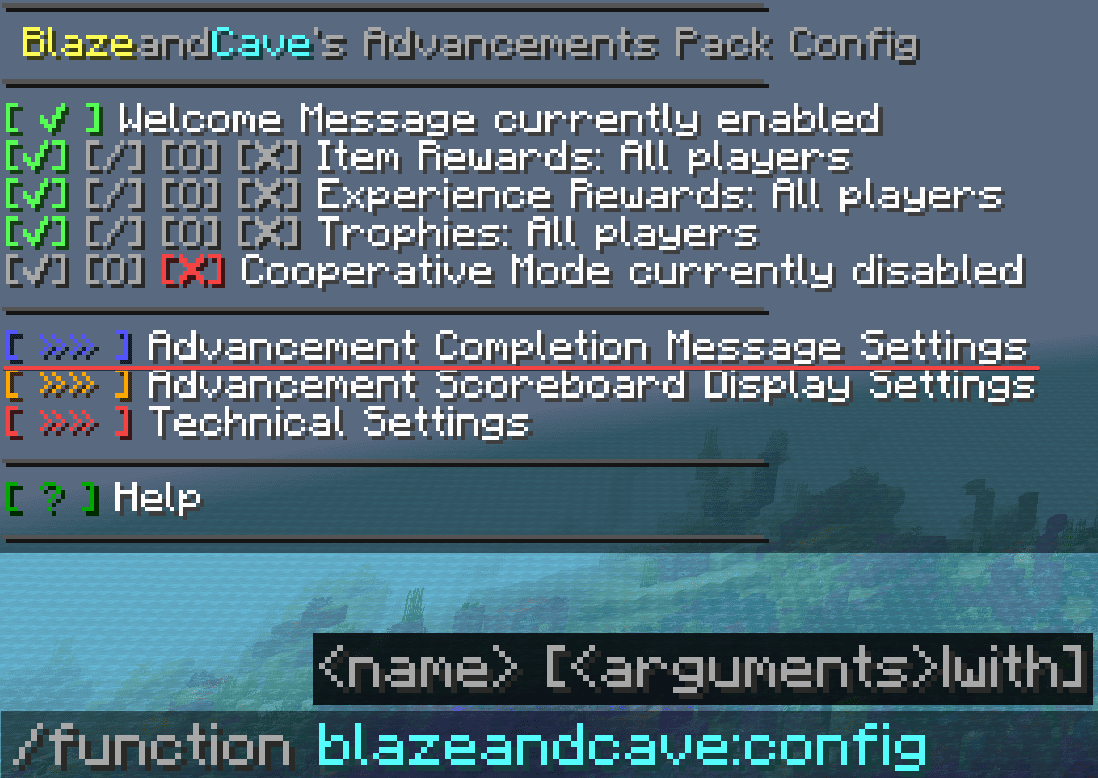 BlazeandCave's Advancements Pack Config
[ ✓ ] Welcome Message currently enabled
[✓] [/] [O] [X] Item Rewards: All players
[✓] [/] [O] [X] Experience Rewards: All players
[✓] [/] [O] [X] Trophies: All players
[✓] [O] [X] Cooperative Mode currently disabled
[ >>> ] Advancement Completion Message Settings
[ >>> ] Advancement Scoreboard Display Settings
[ >>> ] Technical Settings
[ ? ] Help
<name> [<arguments>|with]
/function blazeandcave:config